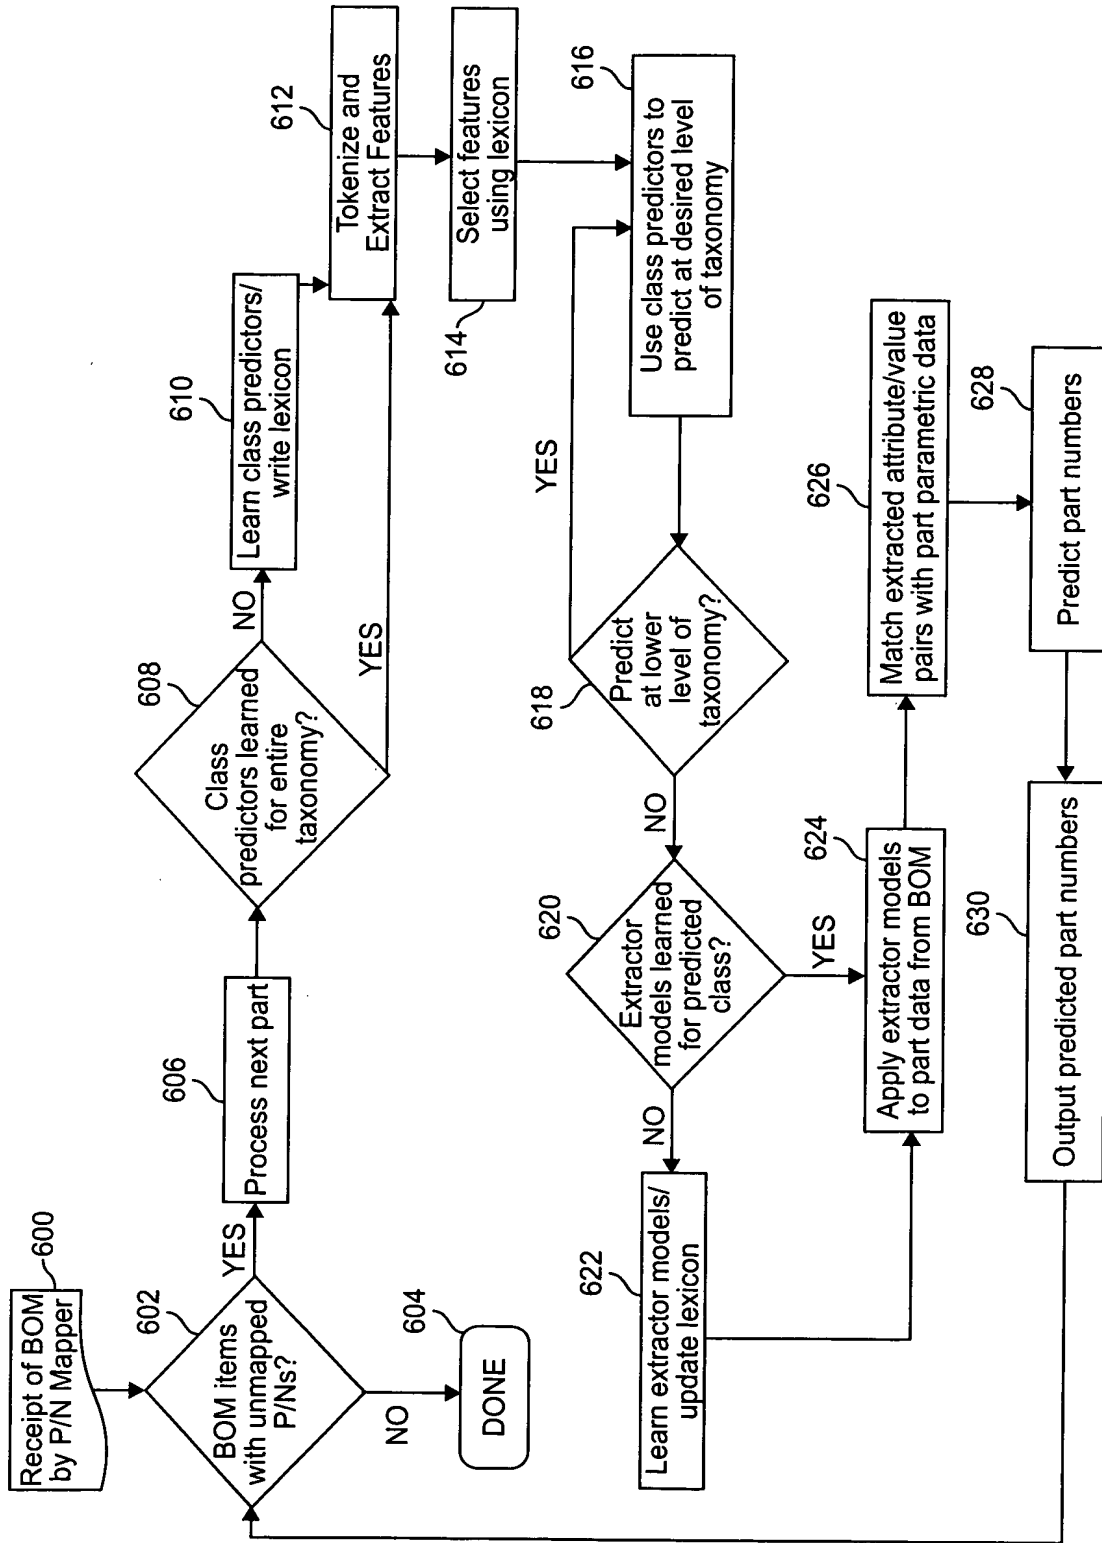 Receipt of BOM
by P/N Mapper
600
602
BOM items
with unmapped
P/Ns?
YES
NO
604
DONE
606
Process next part
608
Class
predictors learned
for entire
taxonomy?
NO
YES
610
Learn class predictors/
write lexicon
612
Tokenize and
Extract Features
614
Select features
using lexicon
616
Use class predictors to
predict at desired level
of taxonomy
618
Predict
at lower
level of
taxonomy?
YES
NO
620
Extractor
models learned
for predicted
class?
NO
YES
622
Learn extractor models/
update lexicon
624
Apply extractor models
to part data from BOM
626
Match extracted attribute/value
pairs with part parametric data
628
Predict part numbers
630
Output predicted part numbers